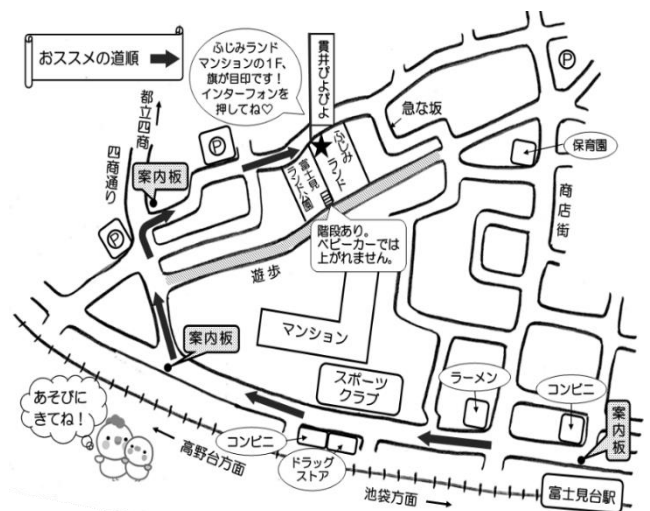 おススメの道順
ふじみランド
マンションの1F、
旗が目印です！
インターフォンを
押してね♡
貫井ぴよぴよ
急な坂
保育園
商店街
都立四商
四商通り
案内板
ふじみランド
富士見ランド公園
階段あり。
ベビーカーでは
上がれません。
遊歩
マンション
案内板
スポーツ
クラブ
ラーメン
コンビニ
案内板
あそびに
きてね！
高野台方面
コンビニ
ドラッグ
ストア
池袋方面
富士見台駅
P
P
P